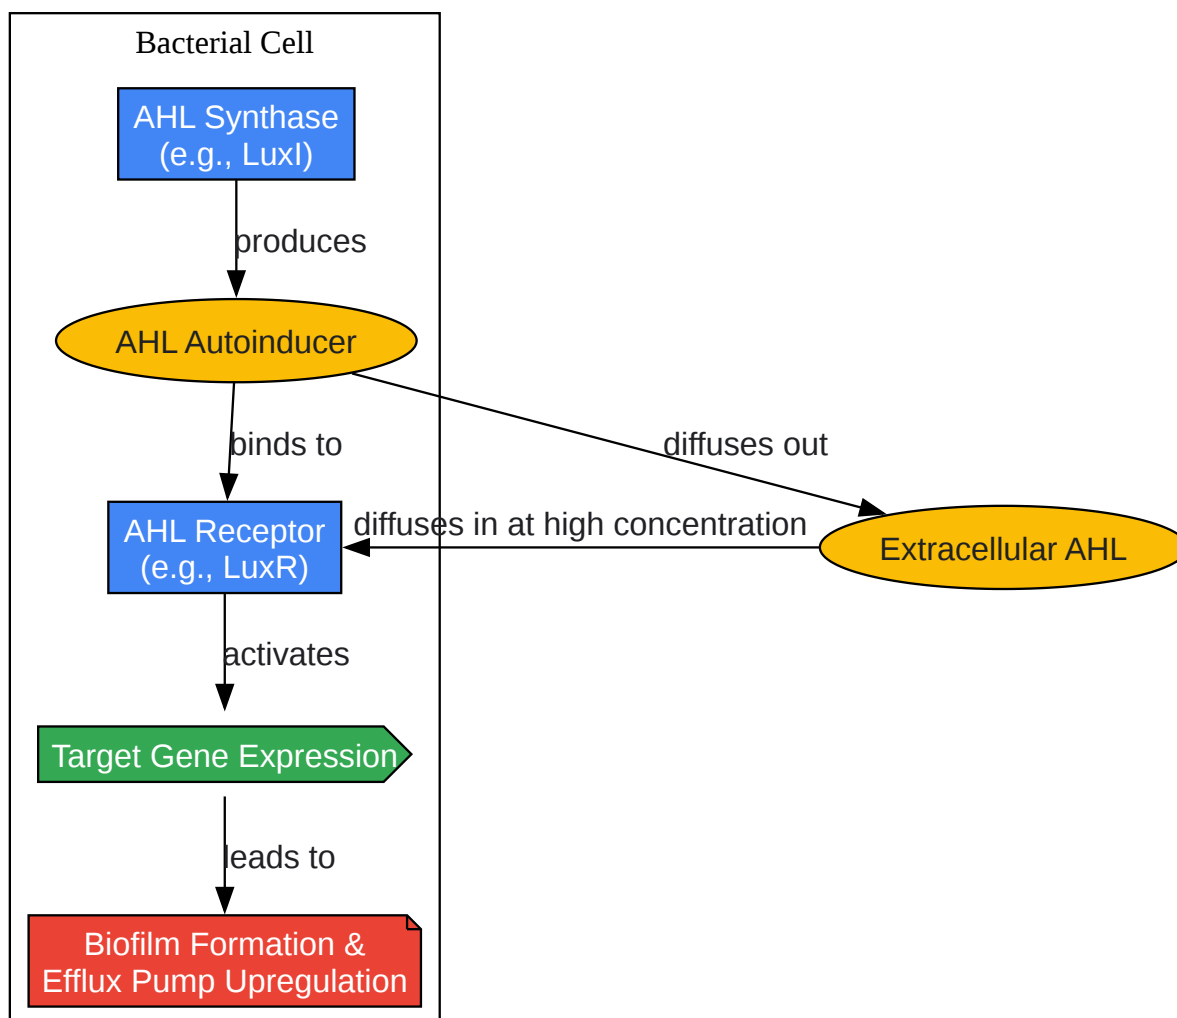 Bacterial Cell
AHL Synthase
(e.g., LuxI)
produces
AHL Autoinducer
binds to
diffuses out
AHL Receptor
(e.g., LuxR)
diffuses in at high concentration
Extracellular AHL
activates
Target Gene Expression
leads to
Biofilm Formation &
Efflux Pump Upregulation